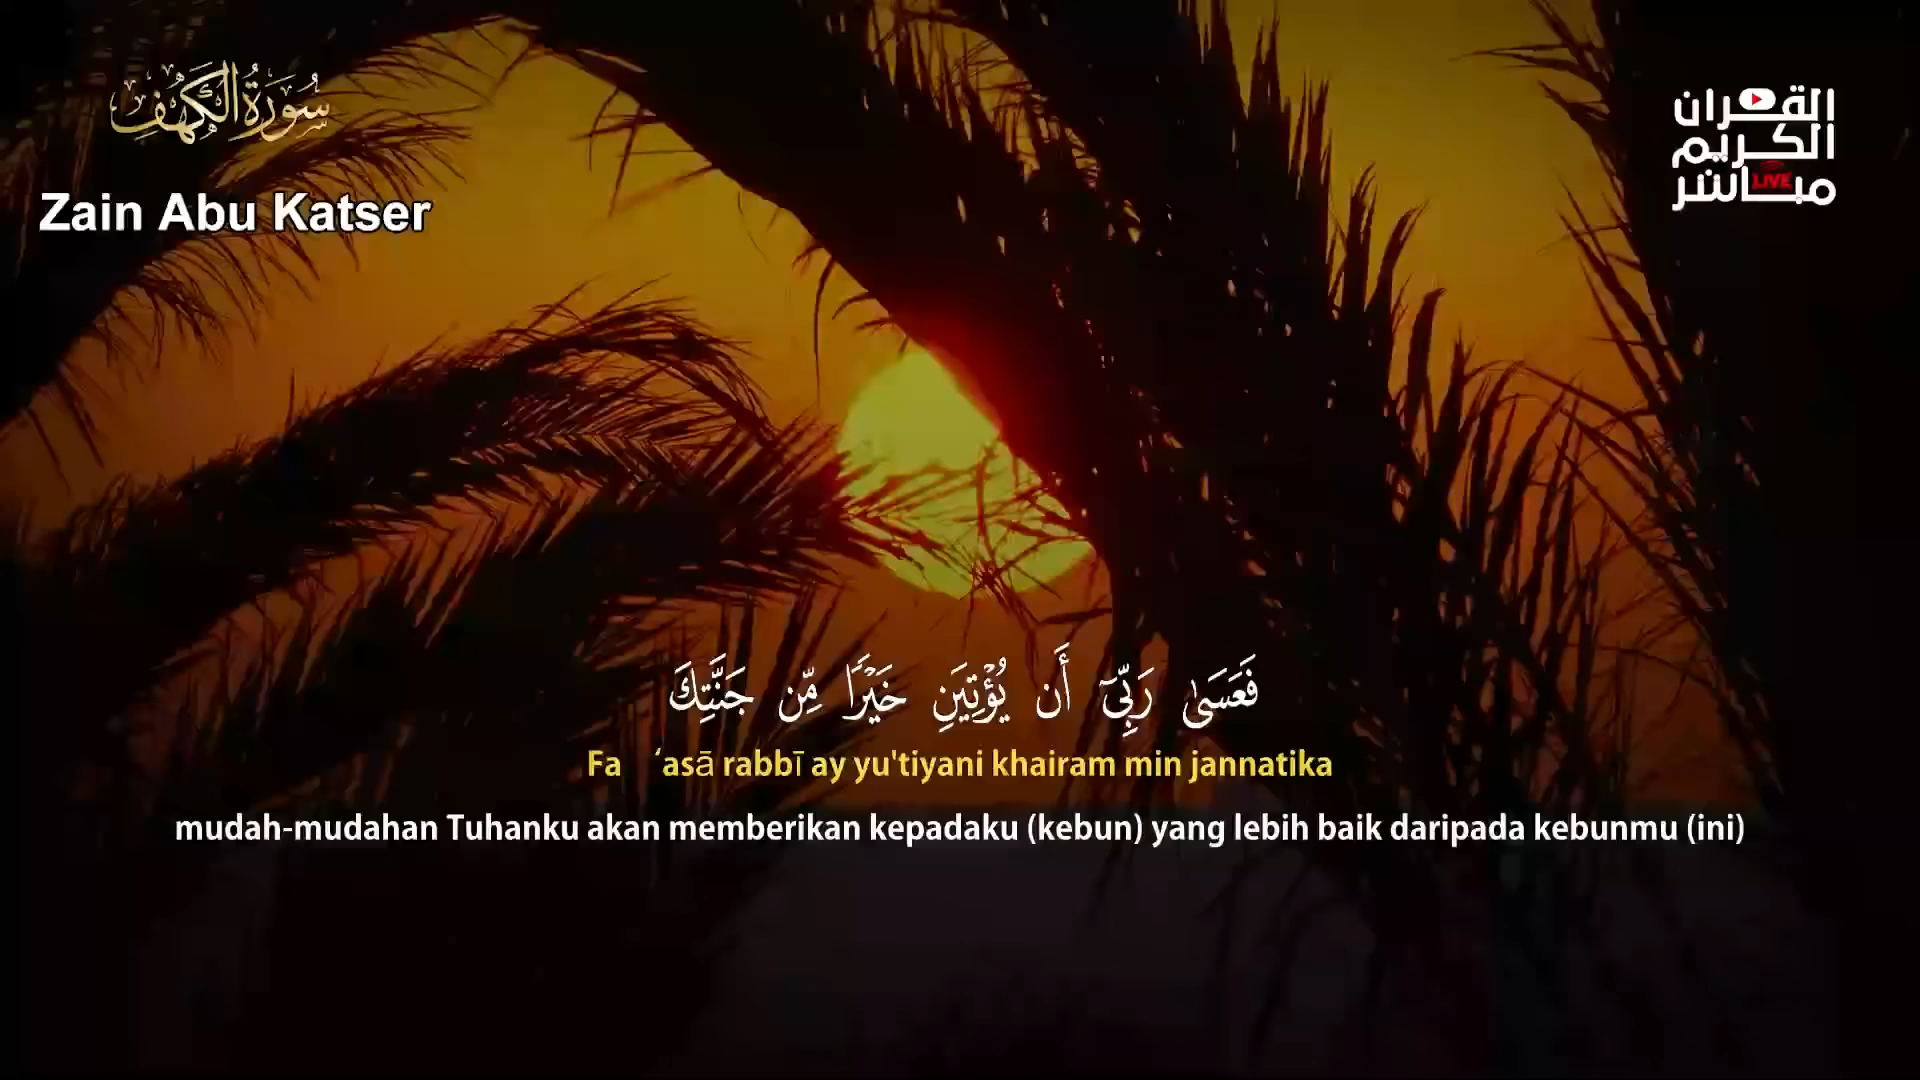 سُورَةُ الكَهْفِ
Zain Abu Katser
القرآن
الكريم
مباشر
LIVE
فَعَسَىٰ رَبِّىٓ أَن يُؤْتِيَنِ خَيْرًا مِّن جَنَّتِكَ
Fa ʻasā rabbī ay yu'tiyani khairam min jannatika
mudah-mudahan Tuhanku akan memberikan kepadaku (kebun) yang lebih baik daripada kebunmu (ini)